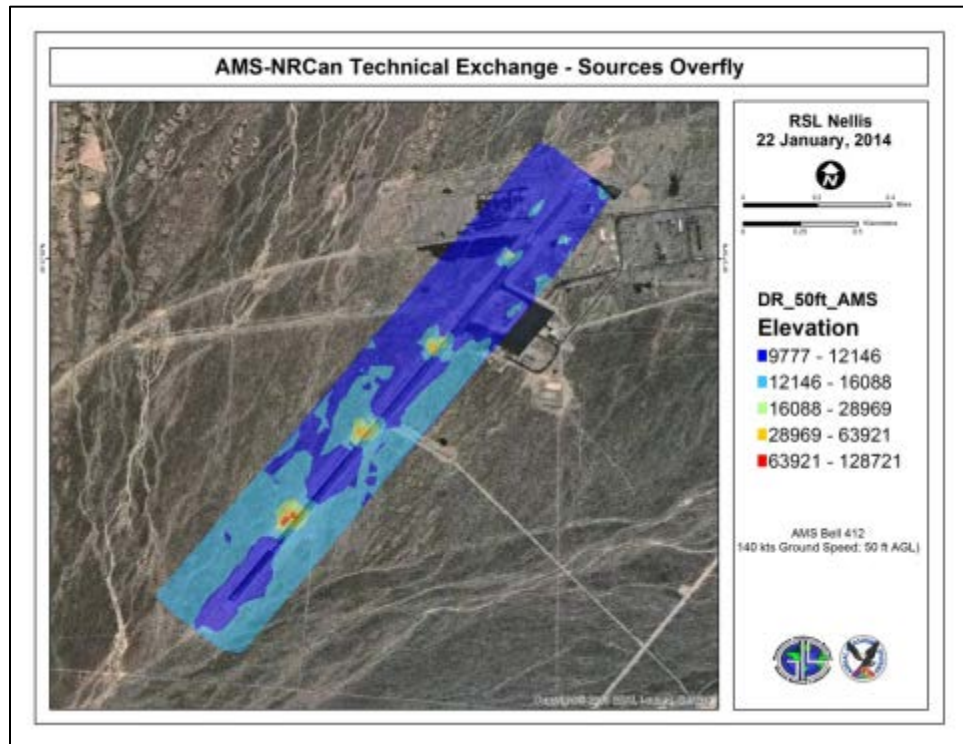 AMS-NRCan Technical Exchange - Sources Overfly
RSL Nellis
22 January, 2014
N
DR_50ft_AMS
Elevation
9777 - 12146
12146 - 16088
16088 - 28969
28969 - 63921
63921 - 128721
AMS Bell 412
140 kts Ground Speed: 50 ft AGL)